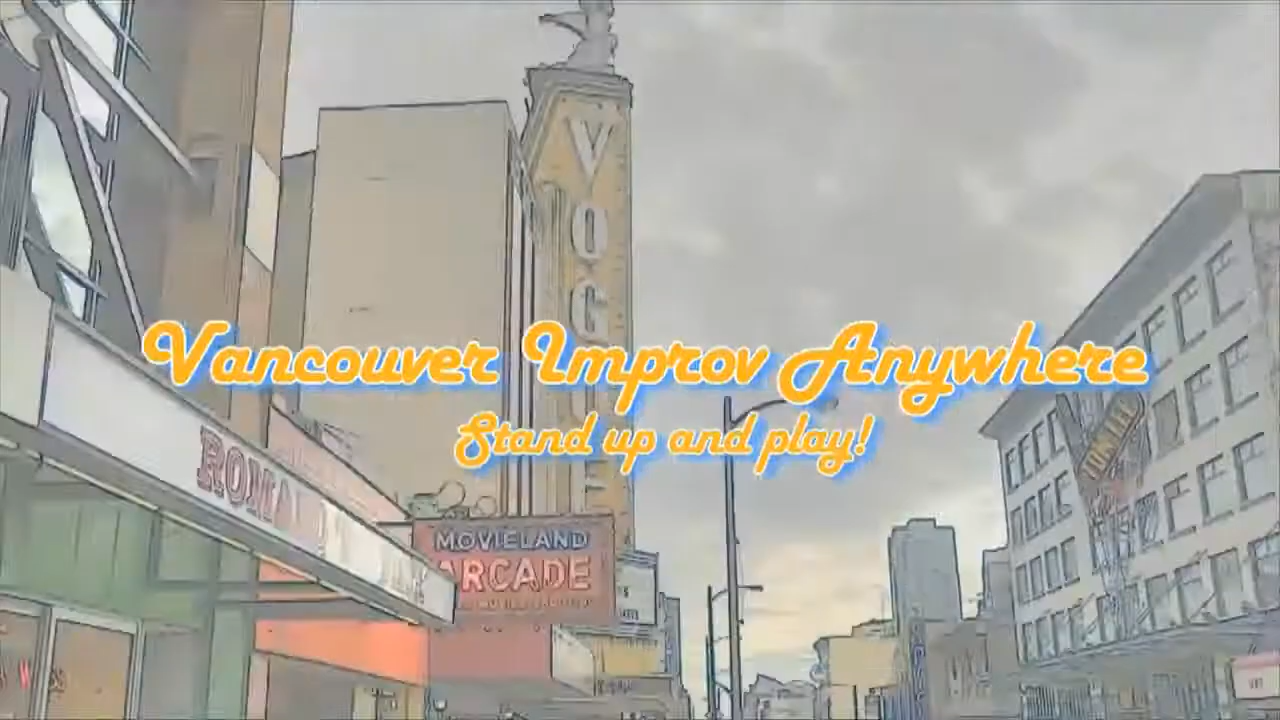 VOGUE
Vancouver Improv Anywhere
Stand up and play!
MOVIELAND
ARCADE